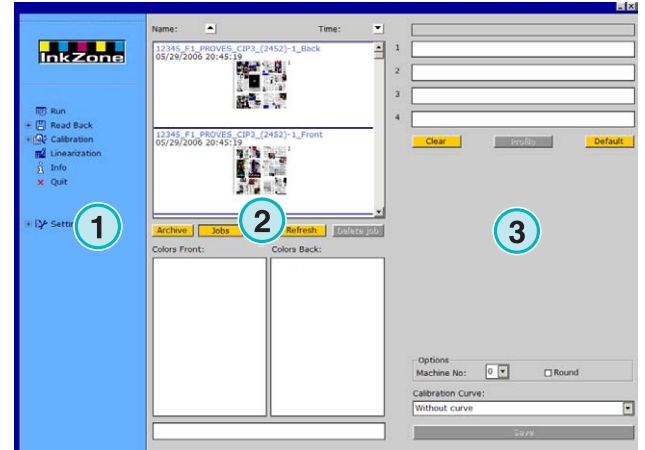 InkZone
Run
Read Back
Calibration
Linearization
Info
Quit
1
Name: Time:
12345_F1_PROVES_CIP3_(2452)-1_Back
05/29/2006 20:45:19
12345_F1_PROVES_CIP3_(2452)-1_Front
05/29/2006 20:45:19
Archive Jobs Refresh Delete job
2
Colors Front: Colors Back:
1
2
3
4
Clear Profile Default
3
Options
Machine No: 0 Round
Calibration Curve:
Without curve
Save